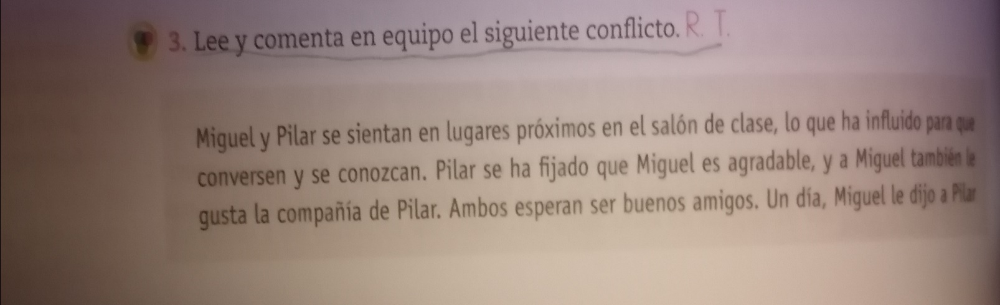 3. Lee y comenta en equipo el siguiente conflicto. R. T.
Miguel y Pilar se sientan en lugares próximos en el salón de clase, lo que ha influido para que
conversen y se conozcan. Pilar se ha fijado que Miguel es agradable, y a Miguel también le
gusta la compañía de Pilar. Ambos esperan ser buenos amigos. Un día, Miguel le dijo a Pilar